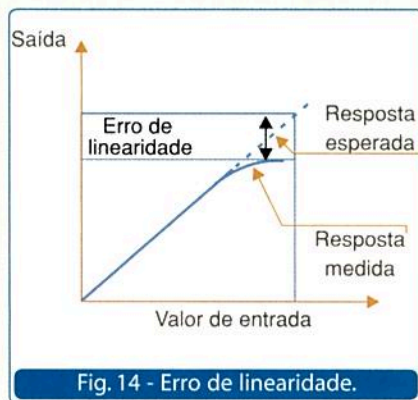 Saída
Erro de
linearidade
Resposta
esperada
Resposta
medida
Valor de entrada
Fig. 14 - Erro de linearidade.